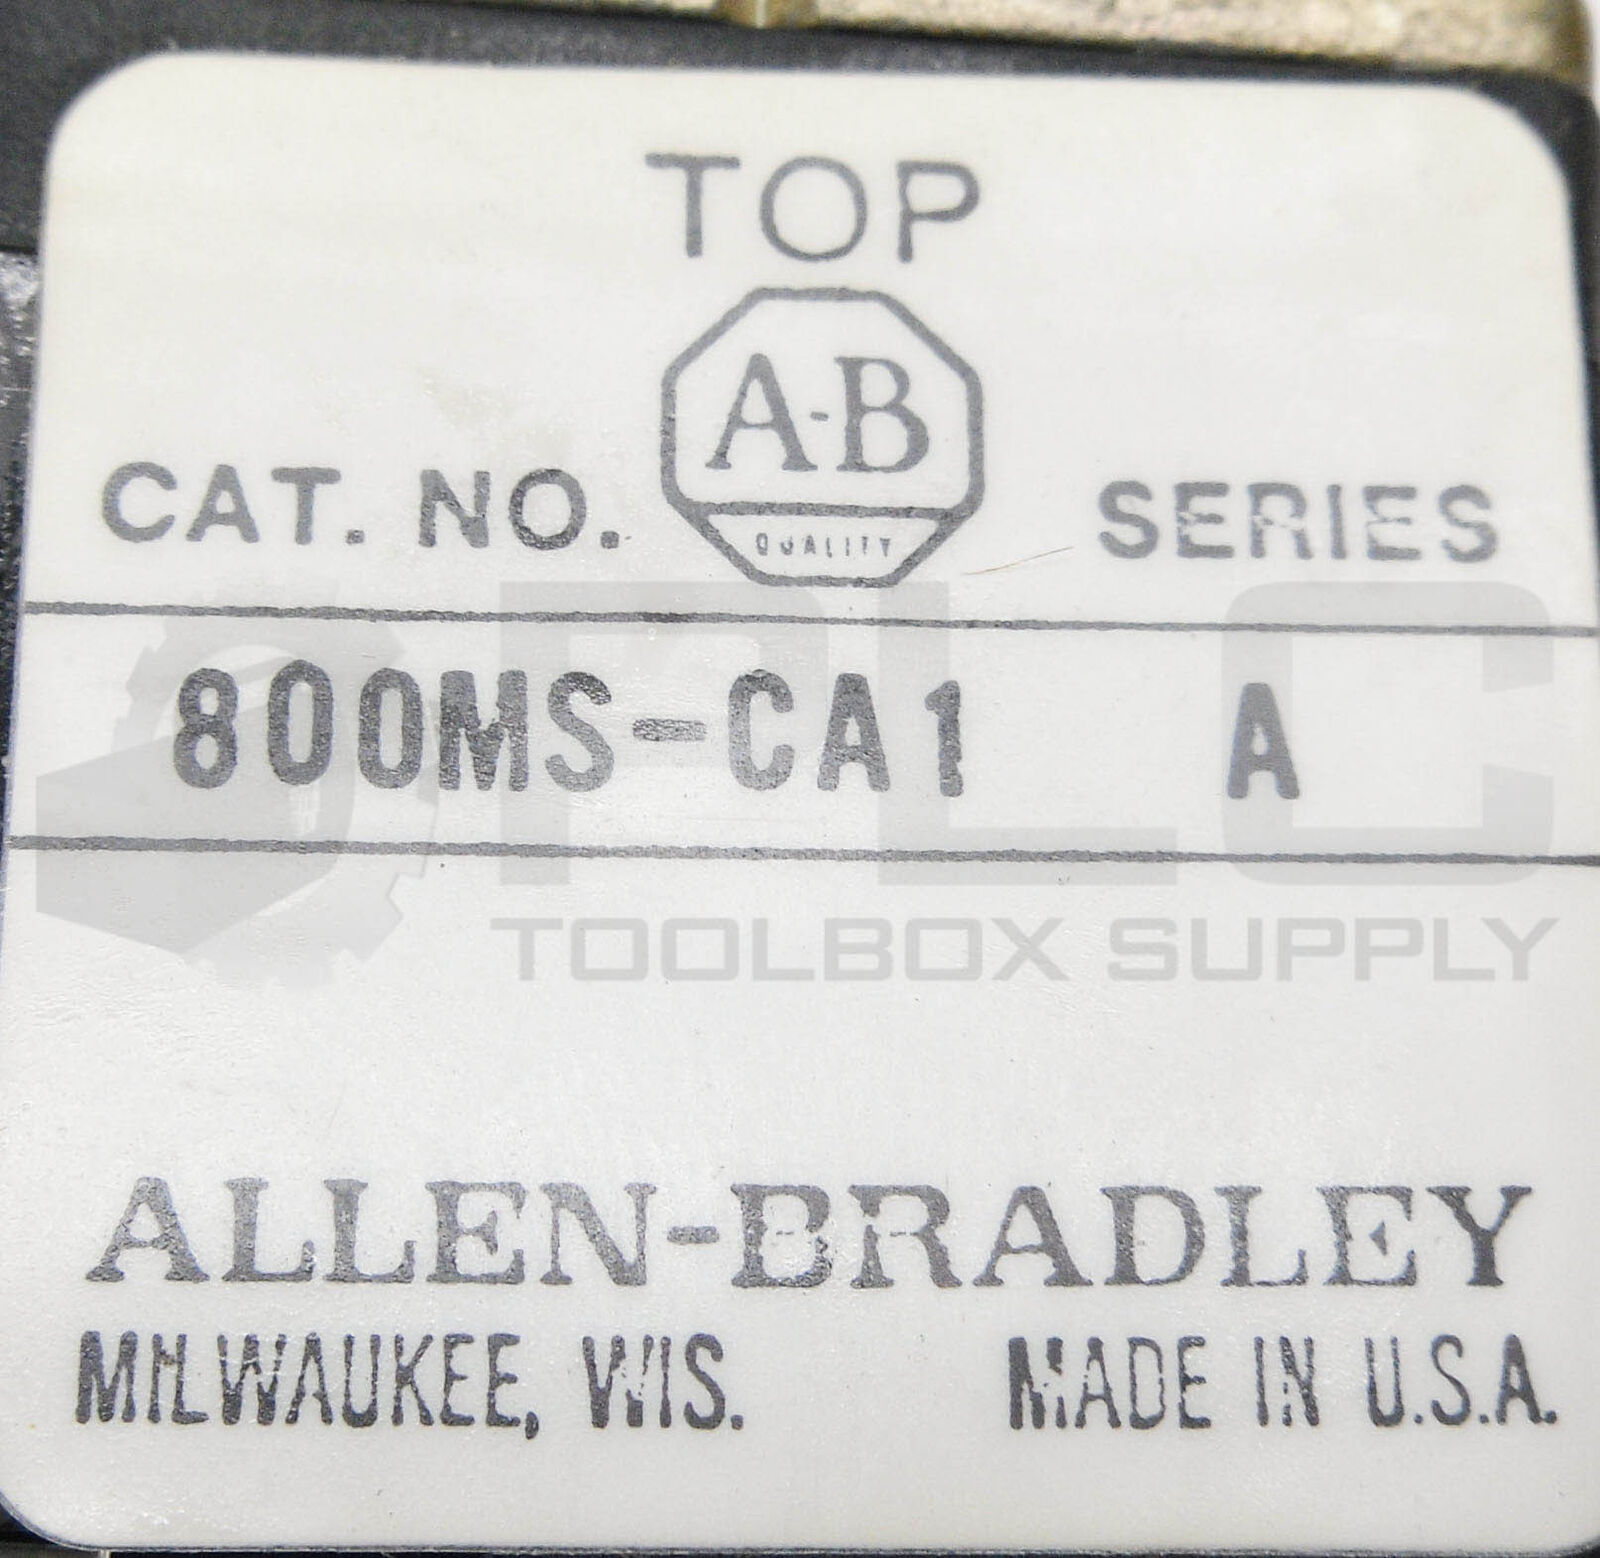 TOP
A-B
QUALITY
CAT. NO. SERIES
800MS-CA1 A
PLC
TOOLBOX SUPPLY
ALLEN-BRADLEY
MILWAUKEE, WIS. MADE IN U.S.A.